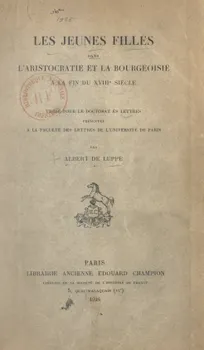 LES JEUNES FILLES
DANS
L'ARISTOCRATIE ET LA BOURGEOISIE
A LA FIN DU XVIIIe SIÈCLE
THÈSE POUR LE DOCTORAT ÈS LETTRES
PRÉSENTÉE
A LA FACULTÉ DES LETTRES DE L'UNIVERSITÉ DE PARIS
PAR
ALBERT DE LUPPÉ
PARIS
LIBRAIRIE ANCIENNE ÉDOUARD CHAMPION
5, QUAI MALAQUAIS (VIe)